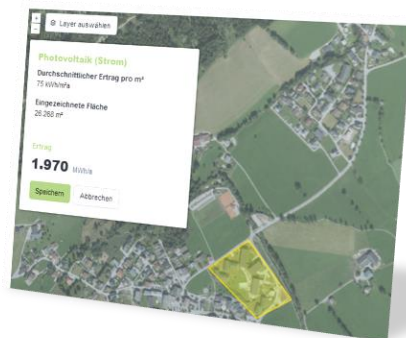 +
Layer auswählen
-
Photovoltaik (Strom)
Durchschnittlicher Ertrag pro m²
75 kWh/m²a
Eingezeichnete Fläche
26 268 m²
Ertrag
1.970 MWh/a
Speichern Abbrechen